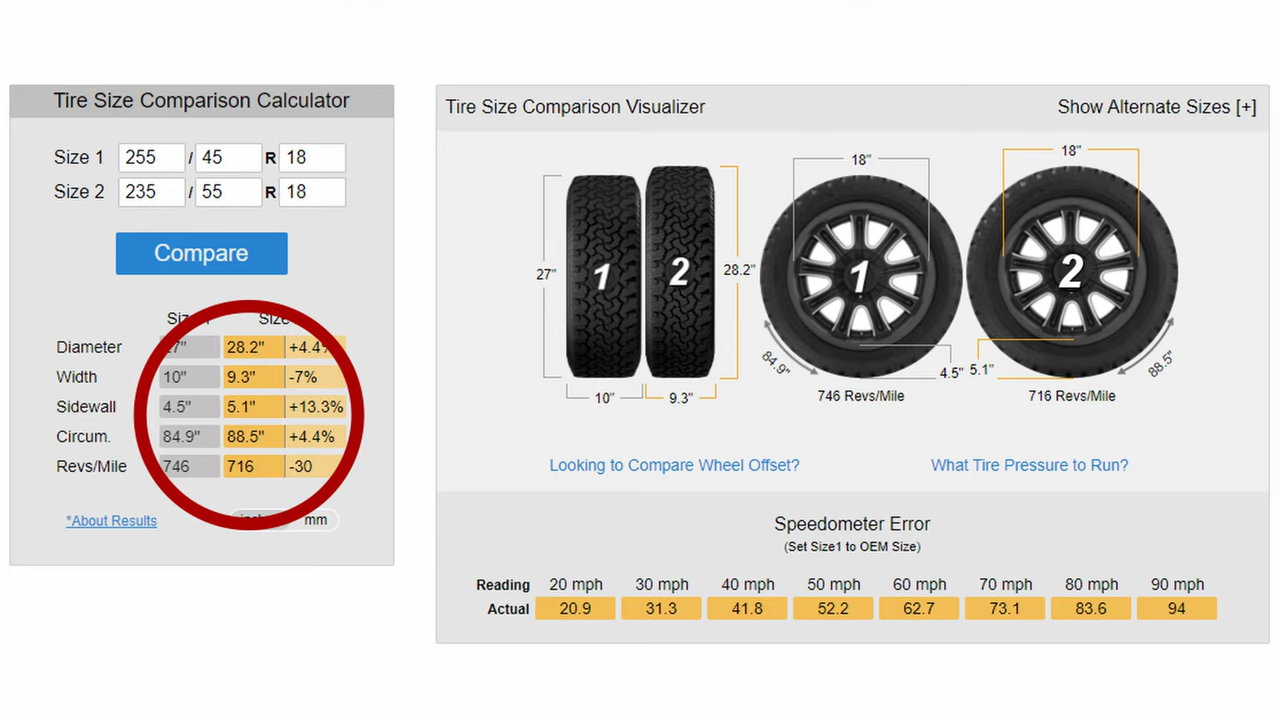 Tire Size Comparison Calculator
Size 1 255 / 45 R 18
Size 2 235 / 55 R 18
Compare
Diameter 28.2" +4.4%
Width 10" 9.3" -7%
Sidewall 4.5" 5.1" +13.3%
Circum. 84.9" 88.5" +4.4%
Revs/Mile 746 716 -30
*About Results mm
Tire Size Comparison Visualizer Show Alternate Sizes [+]
18" 18"
27" 1 2 28.2" 1 2
84.9" 4.5" 5.1" 88.5"
10" 9.3" 746 Revs/Mile 716 Revs/Mile
Looking to Compare Wheel Offset? What Tire Pressure to Run?
Speedometer Error
(Set Size1 to OEM Size)
Reading 20 mph 30 mph 40 mph 50 mph 60 mph 70 mph 80 mph 90 mph
Actual 20.9 31.3 41.8 52.2 62.7 73.1 83.6 94